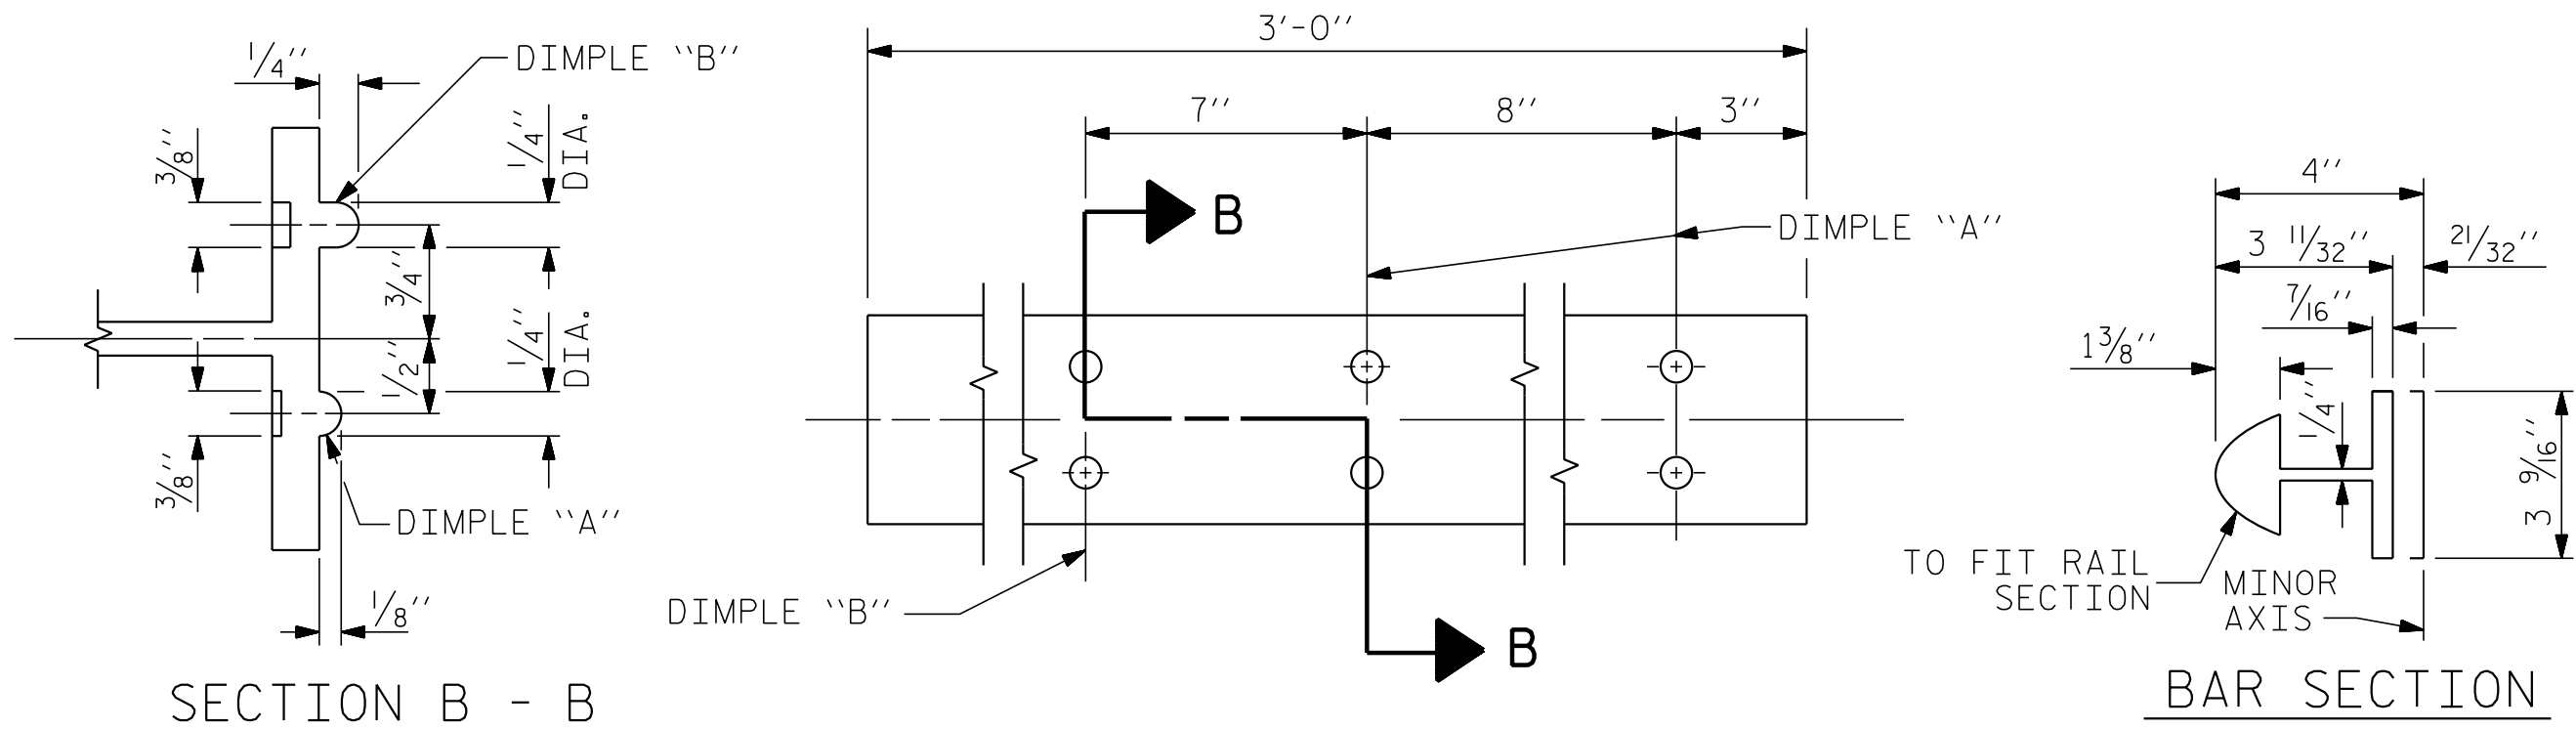 1/4"
DIMPLE "B"
3/8"
1/4"
DIA.
3/4"
1/4"
DIA.
1/2"
3/8"
DIMPLE "A"
1/8"
SECTION B - B
3'-0"
7"
8"
3"
B
DIMPLE "A"
DIMPLE "B"
B
4"
3 11/32"
21/32"
7/16"
1 3/8"
1/4"
3 9/16"
TO FIT RAIL
SECTION
MINOR
AXIS
BAR SECTION